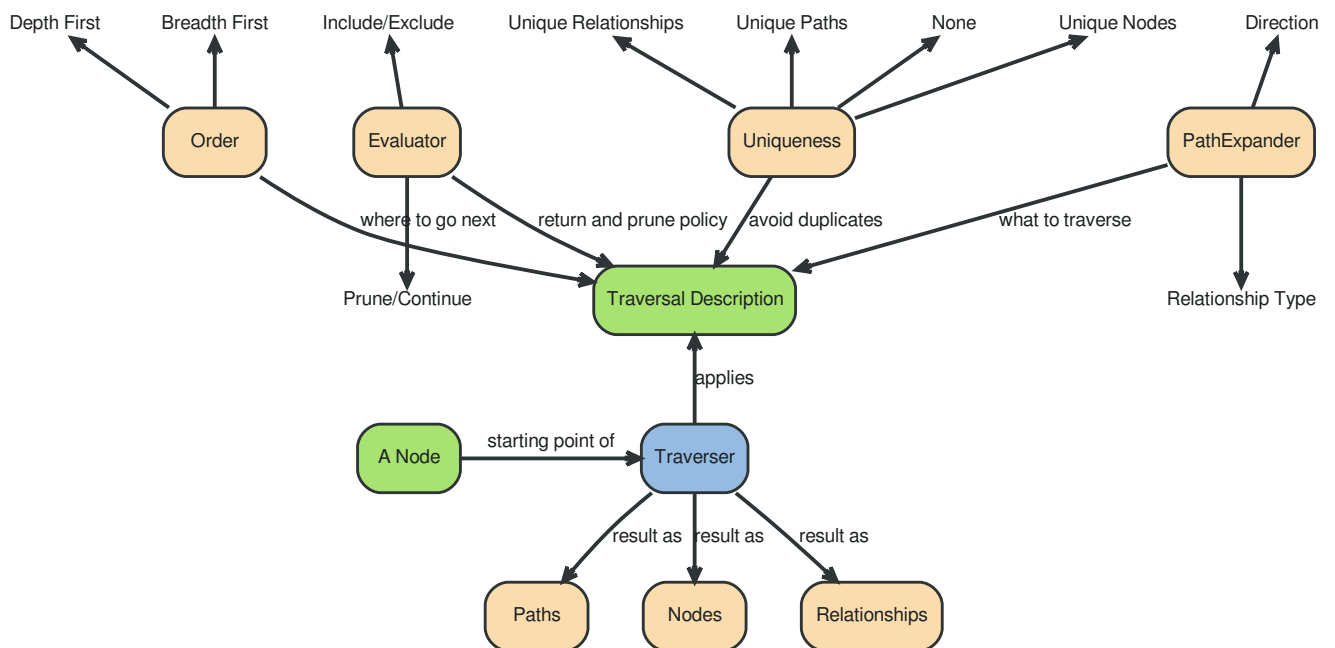 Depth First
Breadth First
Include/Exclude
Unique Relationships
Unique Paths
None
Unique Nodes
Direction
Order
Evaluator
Uniqueness
PathExpander
where to go next
return and prune policy
avoid duplicates
what to traverse
Prune/Continue
Traversal Description
Relationship Type
applies
A Node
starting point of
Traverser
result as
result as
result as
Paths
Nodes
Relationships